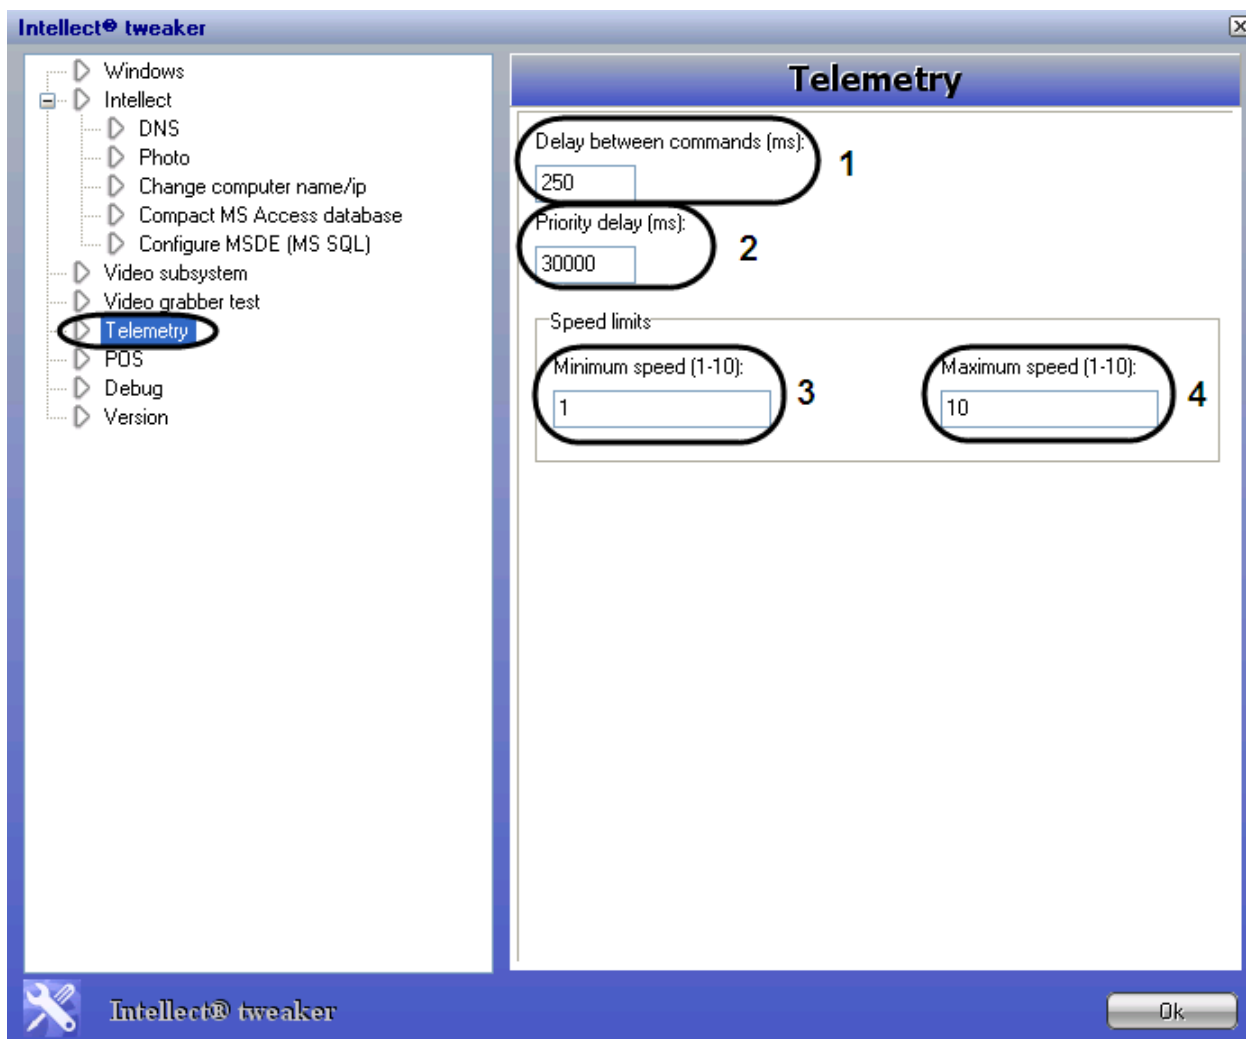 Intellect® tweaker
Windows
Intellect
DNS
Photo
Change computer name/ip
Compact MS Access database
Configure MSDE (MS SQL)
Video subsystem
Video grabber test
Telemetry
POS
Debug
Version
Telemetry
Delay between commands (ms):
1
250
Priority delay (ms):
2
30000
Speed limits
Minimum speed (1-10):
3
1
Maximum speed (1-10):
4
10
Intellect® tweaker
Ok